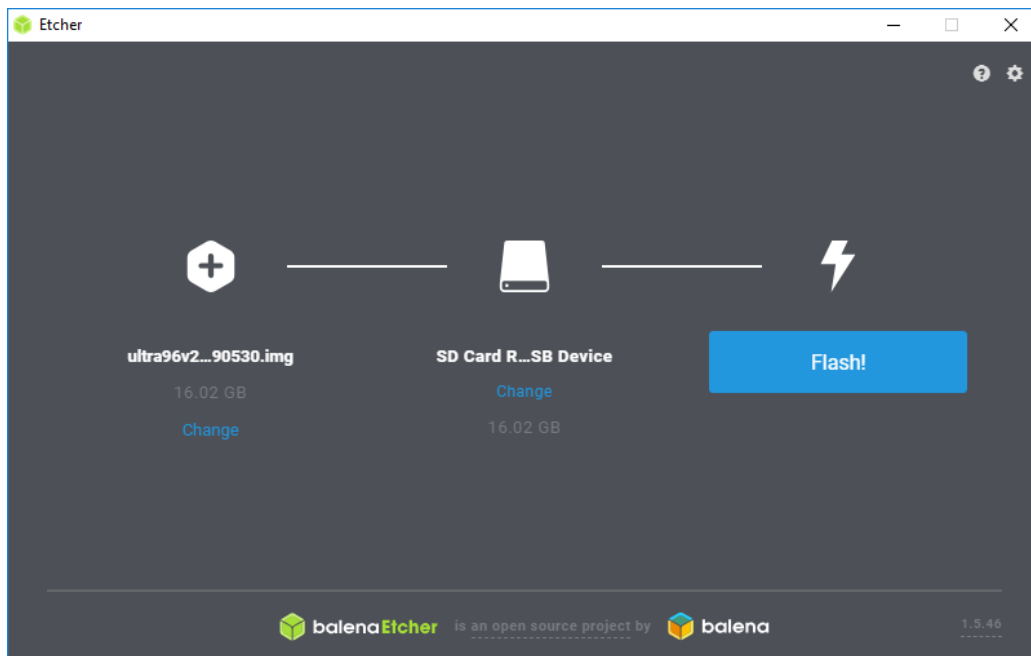 Etcher
ultra96v2...90530.img
16.02 GB
Change
SD Card R...SB Device
Change
16.02 GB
Flash!
balenaEtcher is an open source project by balena
1.5.46